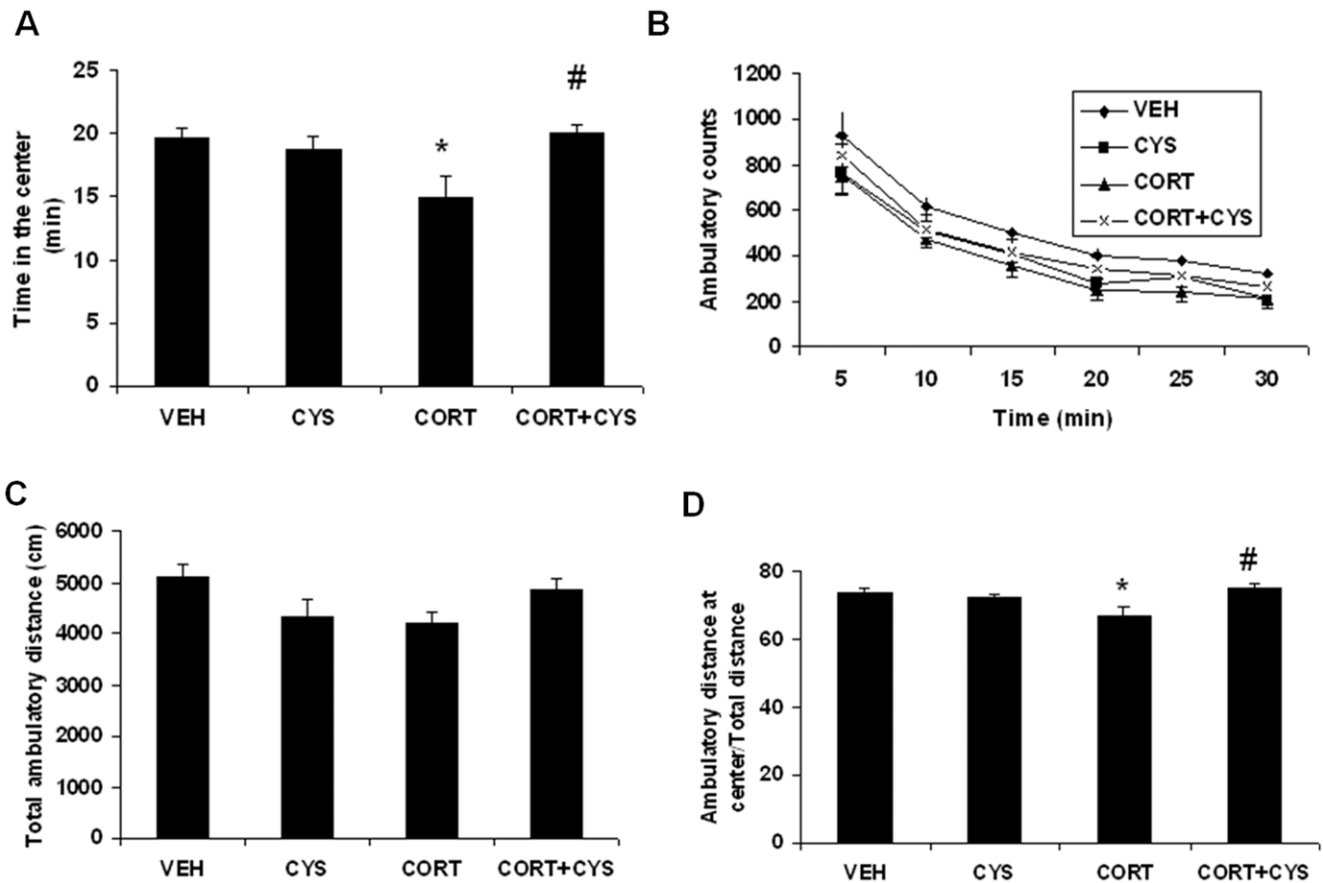 A
Time in the center
(min)
25
20
15
10
5
0
*
#
VEH
CYS
CORT
CORT+CYS
B
Ambulatory counts
1200
1000
800
600
400
200
0
VEH
CYS
CORT
CORT+CYS
5
10
15
20
25
30
Time (min)
C
Total ambulatory distance (cm)
6000
5000
4000
3000
2000
1000
0
VEH
CYS
CORT
CORT+CYS
D
Ambulatory distance at
center/Total distance
80
60
40
20
0
*
#
VEH
CYS
CORT
CORT+CYS